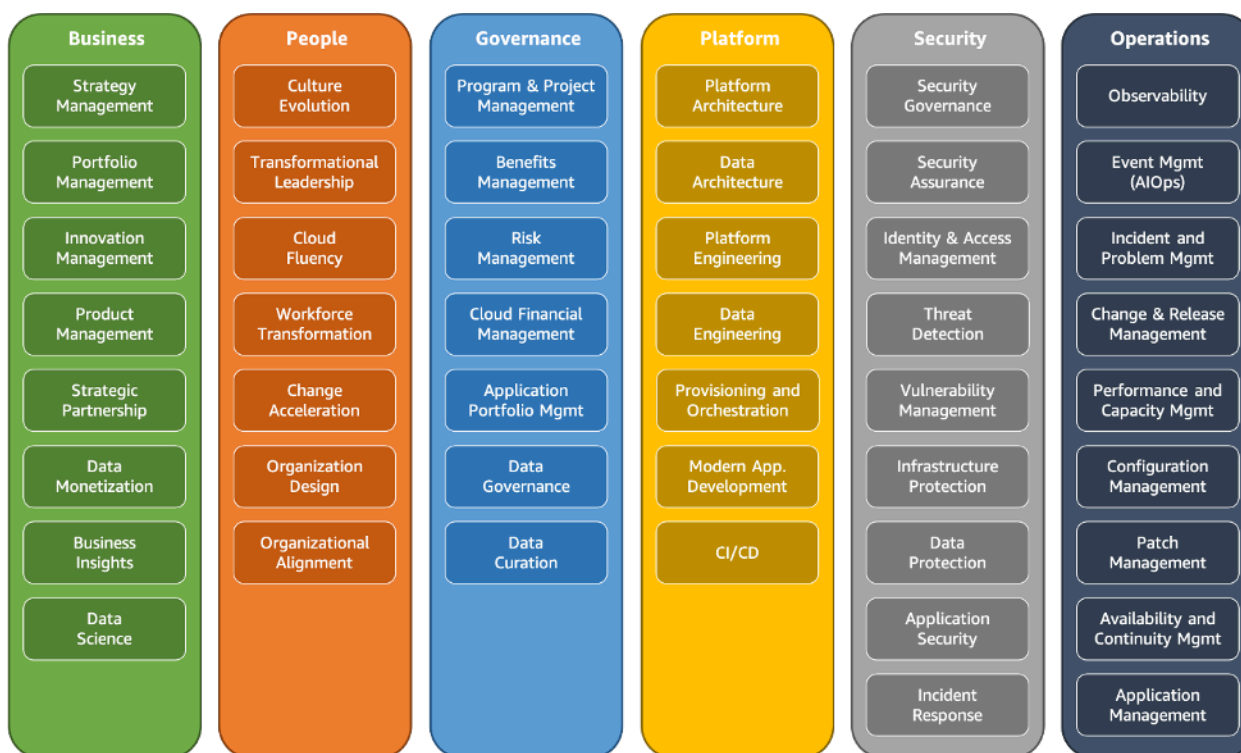 Business
Strategy
Management
Portfolio
Management
Innovation
Management
Product
Management
Strategic
Partnership
Data
Monetization
Business
Insights
Data
Science
People
Culture
Evolution
Transformational
Leadership
Cloud
Fluency
Workforce
Transformation
Change
Acceleration
Organization
Design
Organizational
Alignment
Governance
Program & Project
Management
Benefits
Management
Risk
Management
Cloud Financial
Management
Application
Portfolio Mgmt
Data
Governance
Data
Curation
Platform
Platform
Architecture
Data
Architecture
Platform
Engineering
Data
Engineering
Provisioning and
Orchestration
Modern App.
Development
CI/CD
Security
Security
Governance
Security
Assurance
Identity & Access
Management
Threat
Detection
Vulnerability
Management
Infrastructure
Protection
Data
Protection
Application
Security
Incident
Response
Operations
Observability
Event Mgmt
(AIOps)
Incident and
Problem Mgmt
Change & Release
Management
Performance and
Capacity Mgmt
Configuration
Management
Patch
Management
Availability and
Continuity Mgmt
Application
Management